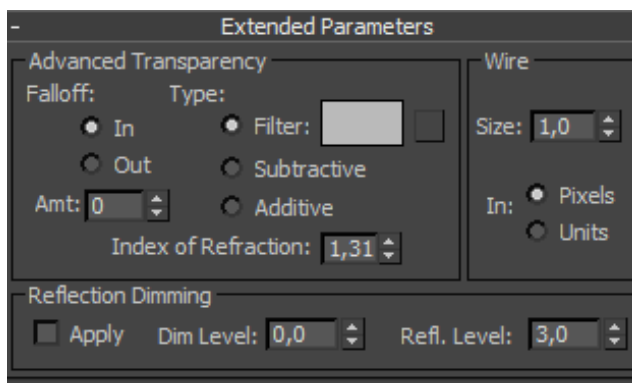 - Extended Parameters
Advanced Transparency
Falloff: Type:
In Filter:
Out Subtractive
Amt: 0 Additive
Index of Refraction: 1,31
Wire
Size: 1,0
In: Pixels
Units
Reflection Dimming
Apply Dim Level: 0,0 Refl. Level: 3,0